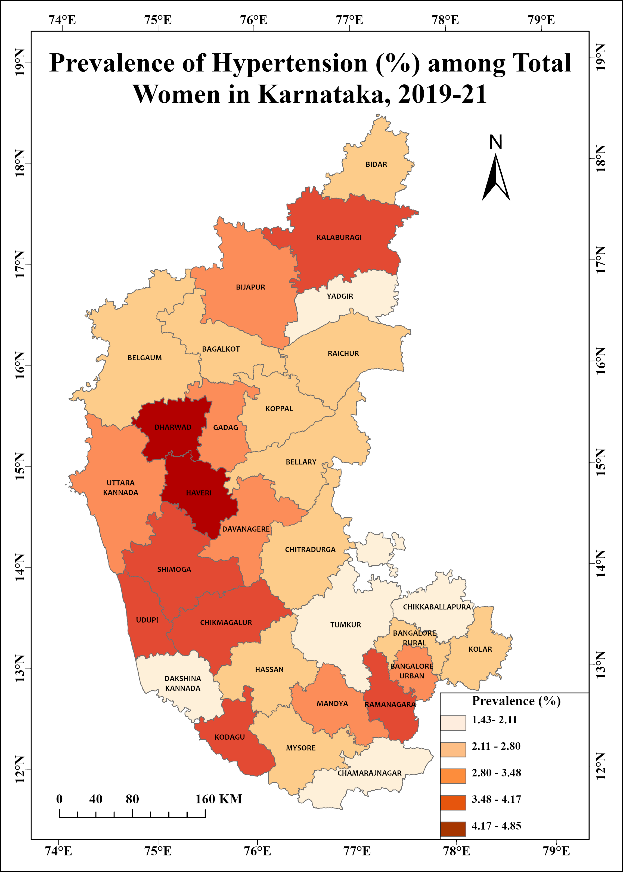 74°E 75°E 76°E 77°E 78°E 79°E
Prevalence of Hypertension (%) among Total
Women in Karnataka, 2019-21
19°N
19°N
N
18°N
18°N
BIDAR
KALABURAGI
17°N
17°N
BIJAPUR
YADGIR
BAGALKOT
RAICHUR
BELGAUM
16°N
16°N
KOPPAL
DHARWAD
GADAG
BELLARY
15°N
15°N
UTTARA
KANNADA
HAVERI
DAVANAGERE
CHITRADURGA
14°N
14°N
SHIMOGA
CHIKKABALLAPURA
UDUPI
CHIKMAGALUR
TUMKUR
BANGALORE
RURAL
KOLAR
13°N
13°N
HASSAN
BANGALORE
URBAN
DAKSHINA
KANNADA
MANDYA
RAMANAGARA
KODAGU
MYSORE
CHAMARAJNAGAR
12°N
12°N
Prevalence (%)
1.43- 2.11
2.11 - 2.80
2.80 - 3.48
3.48 - 4.17
4.17 - 4.85
0 40 80 160 KM
74°E 75°E 76°E 77°E 78°E 79°E